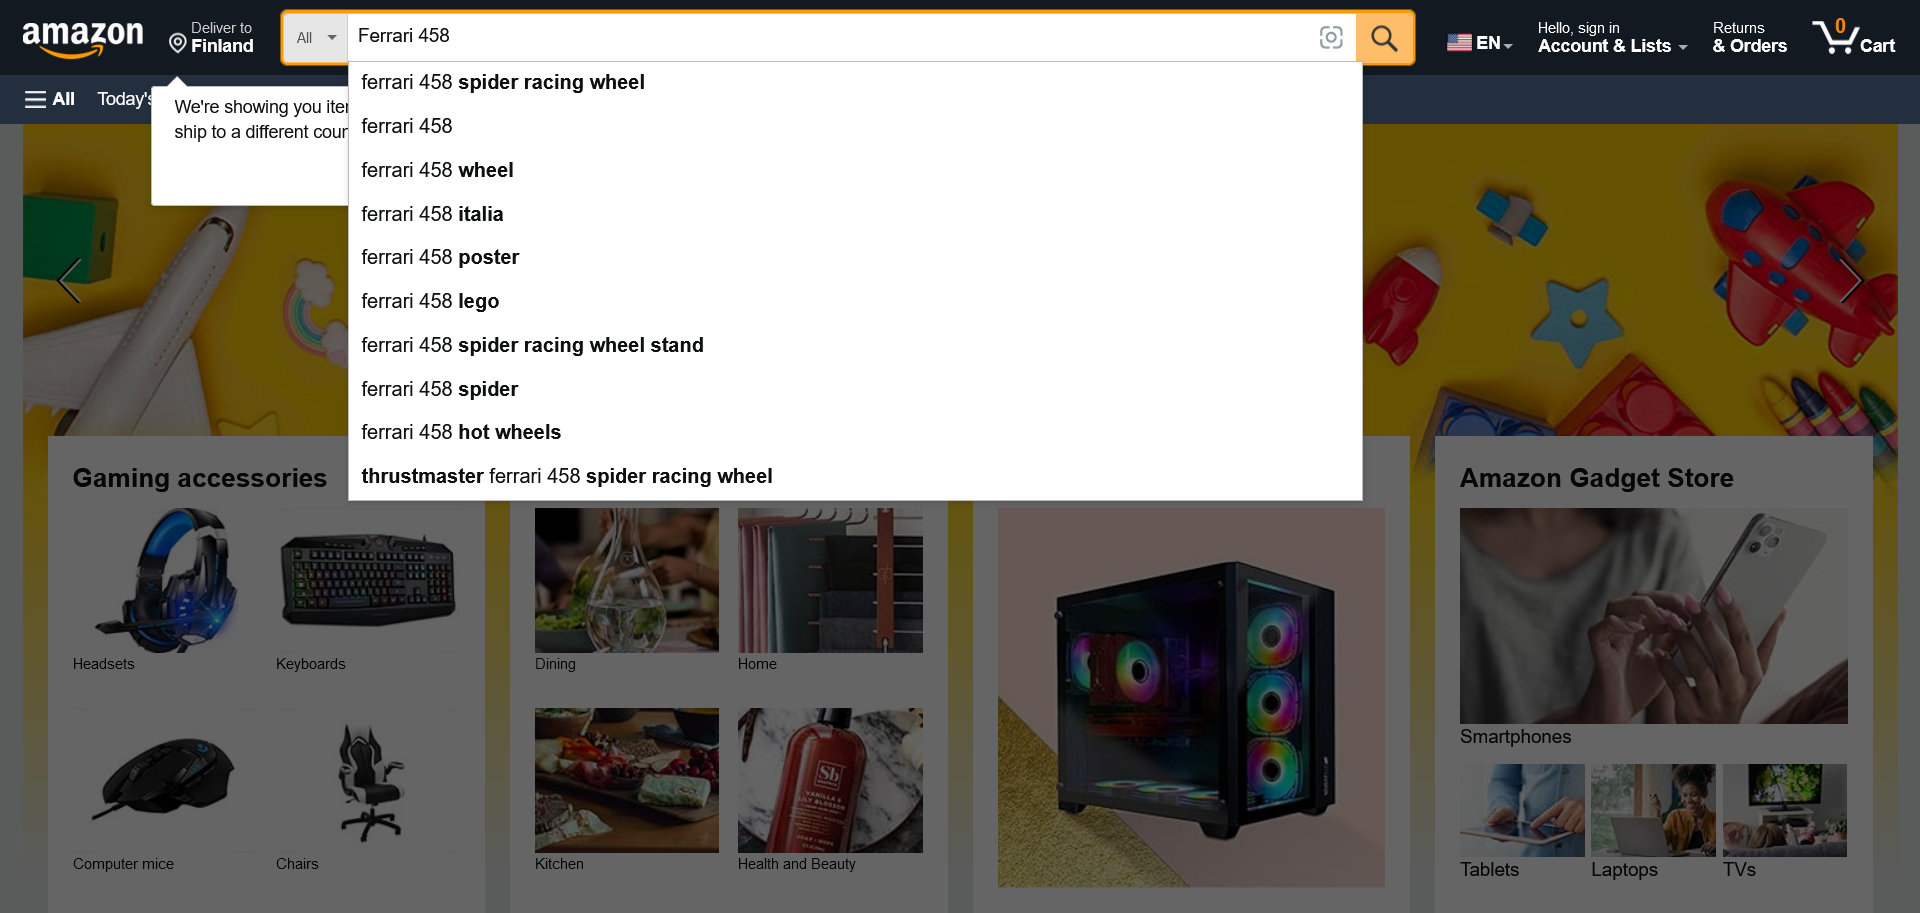 amazon
Deliver to
Finland
All
Ferrari 458
EN
Hello, sign in
Account & Lists
Returns
& Orders
0
Cart
All
Today's
We're showing you
ship to a different
ferrari 458 spider racing wheel
ferrari 458
ferrari 458 wheel
ferrari 458 italia
ferrari 458 poster
ferrari 458 lego
ferrari 458 spider racing wheel stand
ferrari 458 spider
ferrari 458 hot wheels
thrustmaster ferrari 458 spider racing wheel
Gaming accessories
Headsets
Keyboards
Computer mice
Chairs
Dining
Home
Kitchen
Sb
VANILLA &
LILY BLOSSOM
Health and Beauty
Amazon Gadget Store
Smartphones
Tablets
Laptops
TVs